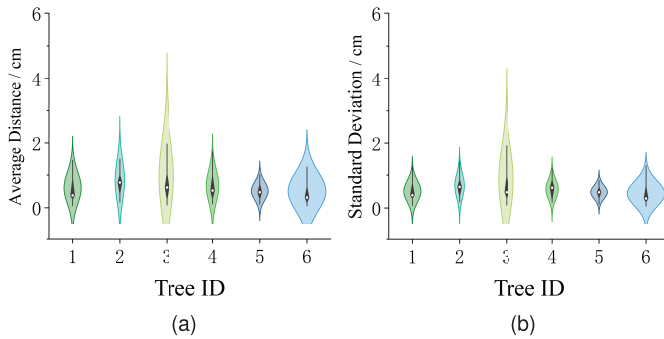 6
4
2
0
Average Distance / cm
1 2 3 4 5 6
Tree ID
(a)
6
4
2
0
Standard Deviation / cm
1 2 3 4 5 6
Tree ID
(b)